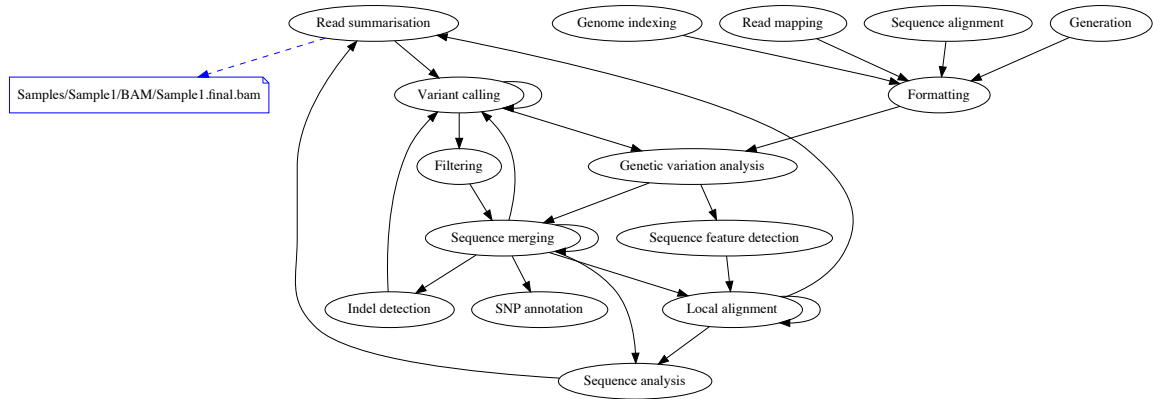 Read summarisation
Genome indexing
Read mapping
Sequence alignment
Generation
Samples/Sample1/BAM/Sample1.final.bam
Variant calling
Formatting
Filtering
Genetic variation analysis
Sequence merging
Sequence feature detection
Indel detection
SNP annotation
Local alignment
Sequence analysis